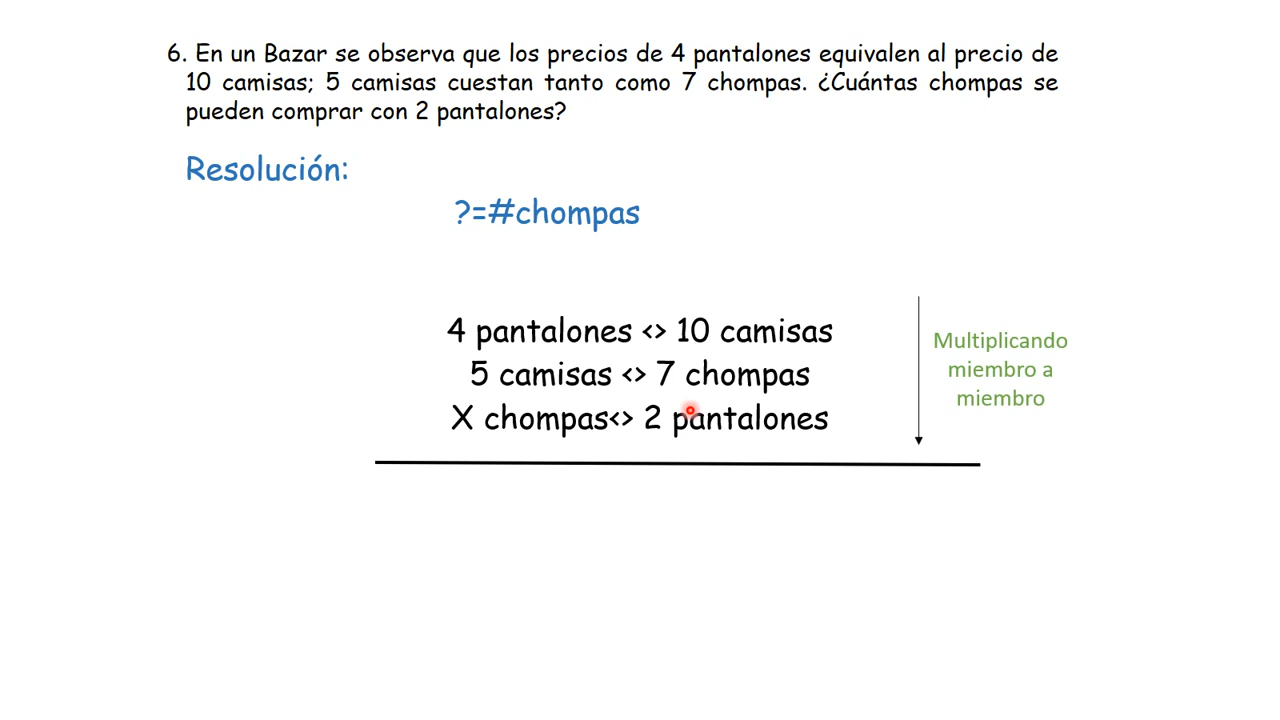 6. En un Bazar se observa que los precios de 4 pantalones equivalen al precio de
10 camisas; 5 camisas cuestan tanto como 7 chompas. ¿Cuántas chompas se
pueden comprar con 2 pantalones?
Resolución:
?=#chompas
4 pantalones <> 10 camisas
5 camisas <> 7 chompas
X chompas<> 2 pantalones
Multiplicando
miembro a
miembro